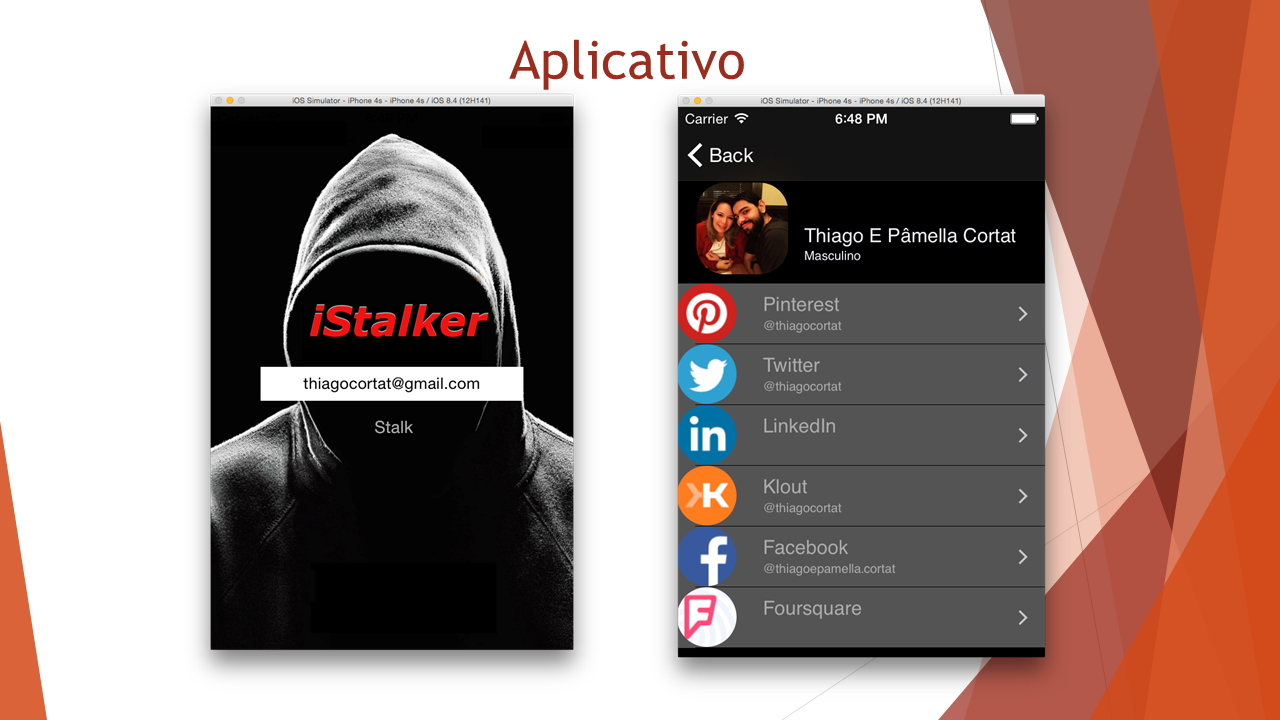 Aplicativo
iOS Simulator - iPhone 4s - iPhone 4s / iOS 8.4 (12H141)
iStalker
thiagocortat@gmail.com
Stalk
iOS Simulator - iPhone 4s - iPhone 4s / iOS 8.4 (12H141)
Carrier 6:48 PM
Back
Thiago E Pâmella Cortat
Masculino
Pinterest
@thiagocortat
Twitter
@thiagocortat
in LinkedIn
Klout
@thiagocortat
Facebook
@thiagoepamella.cortat
Foursquare